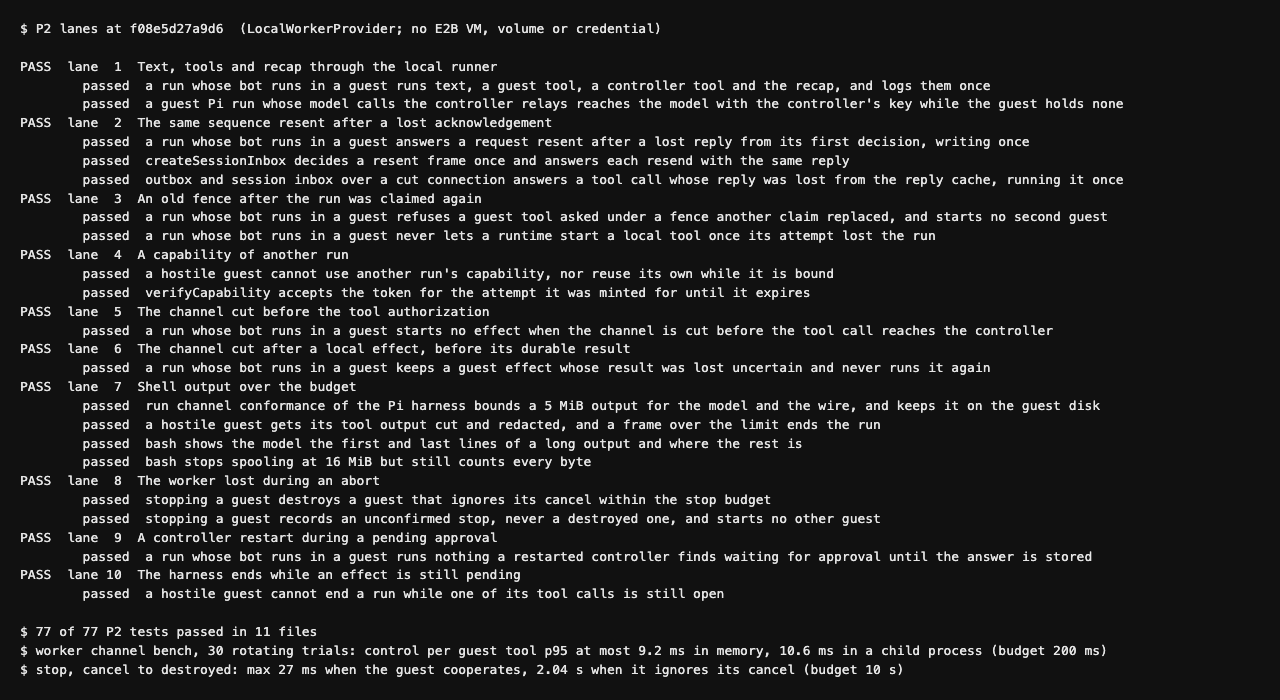 $ P2 lanes at f08e5d27a9d6  (LocalWorkerProvider; no E2B VM, volume or credential)
PASS  lane  1  Text, tools and recap through the local runner
passed  a run whose bot runs in a guest runs text, a guest tool, a controller tool and the recap, and logs them once
passed  a guest Pi run whose model calls the controller relays reaches the model with the controller's key while the guest holds none
PASS  lane  2  The same sequence resent after a lost acknowledgement
passed  a run whose bot runs in a guest answers a request resent after a lost reply from its first decision, writing once
passed  createSessionInbox decides a resent frame once and answers each resend with the same reply
passed  outbox and session inbox over a cut connection answers a tool call whose reply was lost from the reply cache, running it once
PASS  lane  3  An old fence after the run was claimed again
passed  a run whose bot runs in a guest refuses a guest tool asked under a fence another claim replaced, and starts no second guest
passed  a run whose bot runs in a guest never lets a runtime start a local tool once its attempt lost the run
PASS  lane  4  A capability of another run
passed  a hostile guest cannot use another run's capability, nor reuse its own while it is bound
passed  verifyCapability accepts the token for the attempt it was minted for until it expires
PASS  lane  5  The channel cut before the tool authorization
passed  a run whose bot runs in a guest starts no effect when the channel is cut before the tool call reaches the controller
PASS  lane  6  The channel cut after a local effect, before its durable result
passed  a run whose bot runs in a guest keeps a guest effect whose result was lost uncertain and never runs it again
PASS  lane  7  Shell output over the budget
passed  run channel conformance of the Pi harness bounds a 5 MiB output for the model and the wire, and keeps it on the guest disk
passed  a hostile guest gets its tool output cut and redacted, and a frame over the limit ends the run
passed  bash shows the model the first and last lines of a long output and where the rest is
passed  bash stops spooling at 16 MiB but still counts every byte
PASS  lane  8  The worker lost during an abort
passed  stopping a guest destroys a guest that ignores its cancel within the stop budget
passed  stopping a guest records an unconfirmed stop, never a destroyed one, and starts no other guest
PASS  lane  9  A controller restart during a pending approval
passed  a run whose bot runs in a guest runs nothing a restarted controller finds waiting for approval until the answer is stored
PASS  lane 10  The harness ends while an effect is still pending
passed  a hostile guest cannot end a run while one of its tool calls is still open
$ 77 of 77 P2 tests passed in 11 files
$ worker channel bench, 30 rotating trials: control per guest tool p95 at most 9.2 ms in memory, 10.6 ms in a child process (budget 200 ms)
$ stop, cancel to destroyed: max 27 ms when the guest cooperates, 2.04 s when it ignores its cancel (budget 10 s)